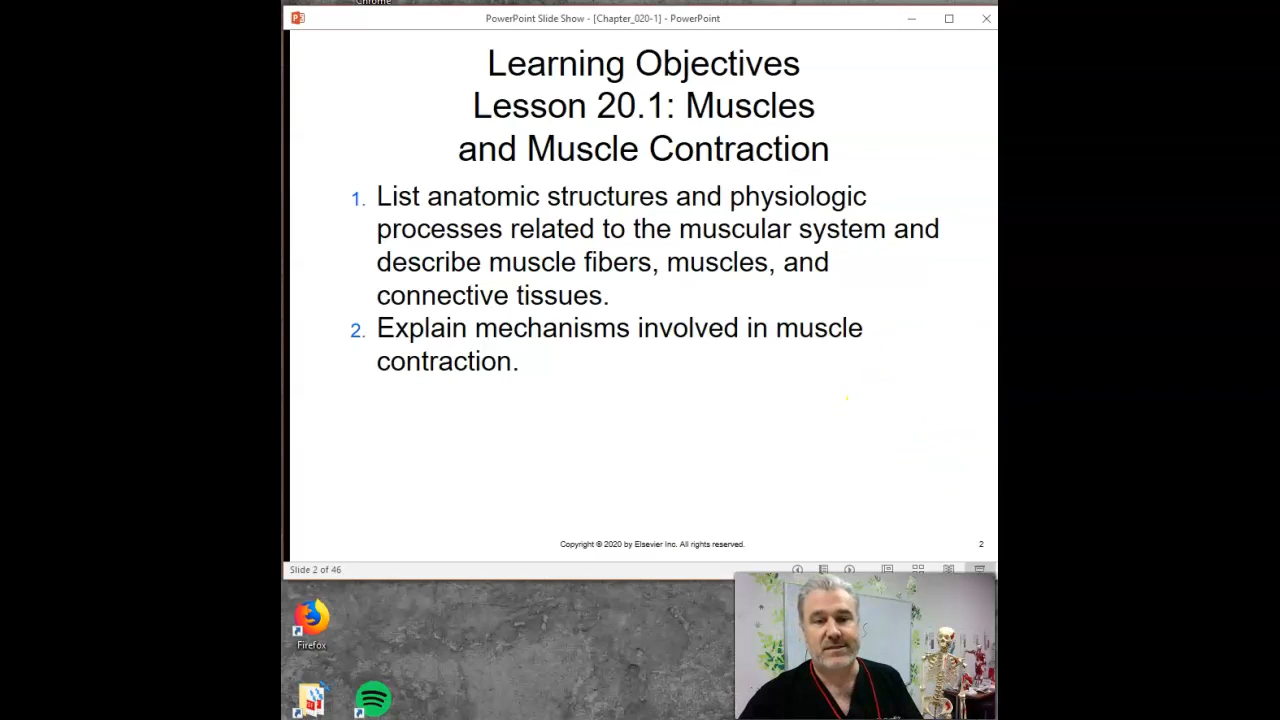 Chrome
PowerPoint Slide Show - [Chapter_020-1] - PowerPoint
Learning Objectives
Lesson 20.1: Muscles
and Muscle Contraction
1. List anatomic structures and physiologic
processes related to the muscular system and
describe muscle fibers, muscles, and
connective tissues.
2. Explain mechanisms involved in muscle
contraction.
Copyright © 2020 by Elsevier Inc. All rights reserved.
2
Slide 2 of 46
Firefox